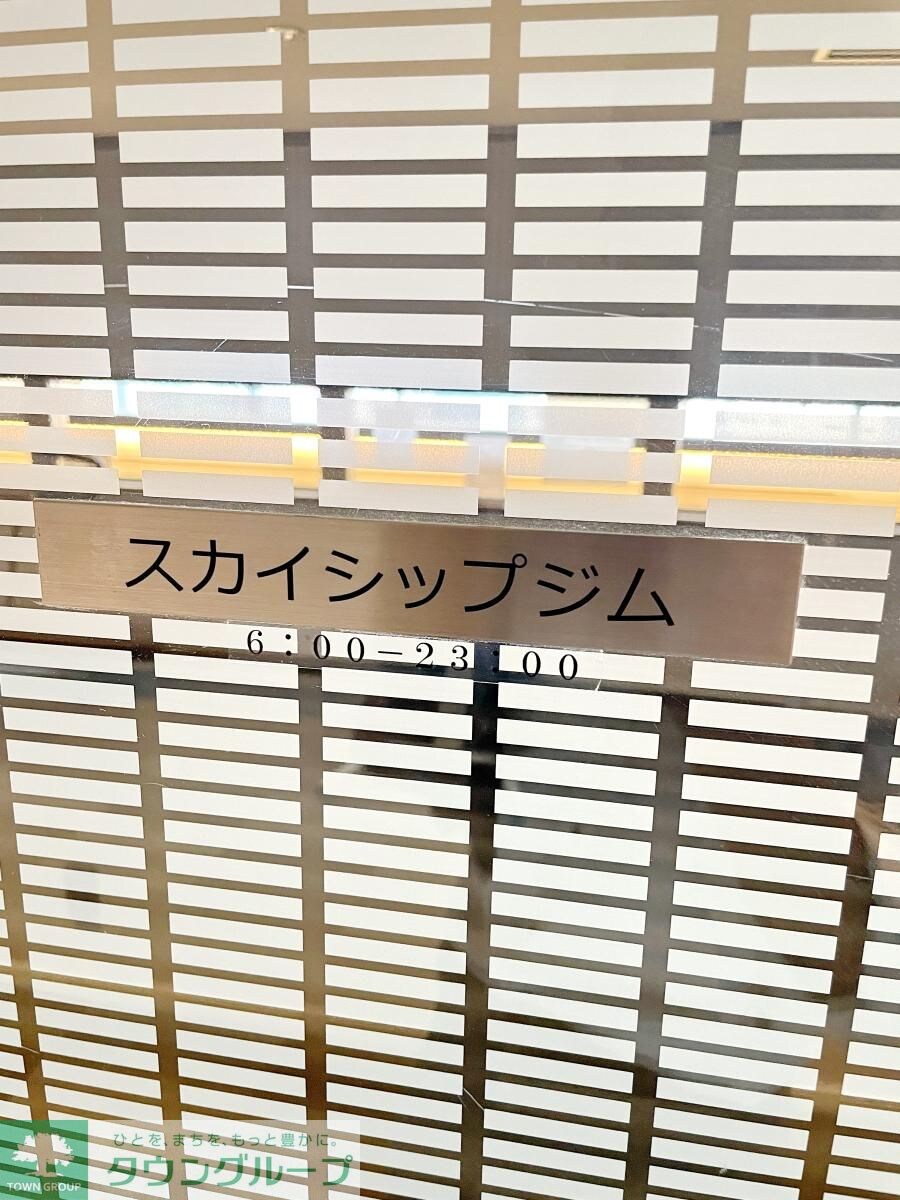 スカイシップジム
6：00－23：00
ひとを、まちを、もっと豊かに。
タウングループ
TOWN GROUP